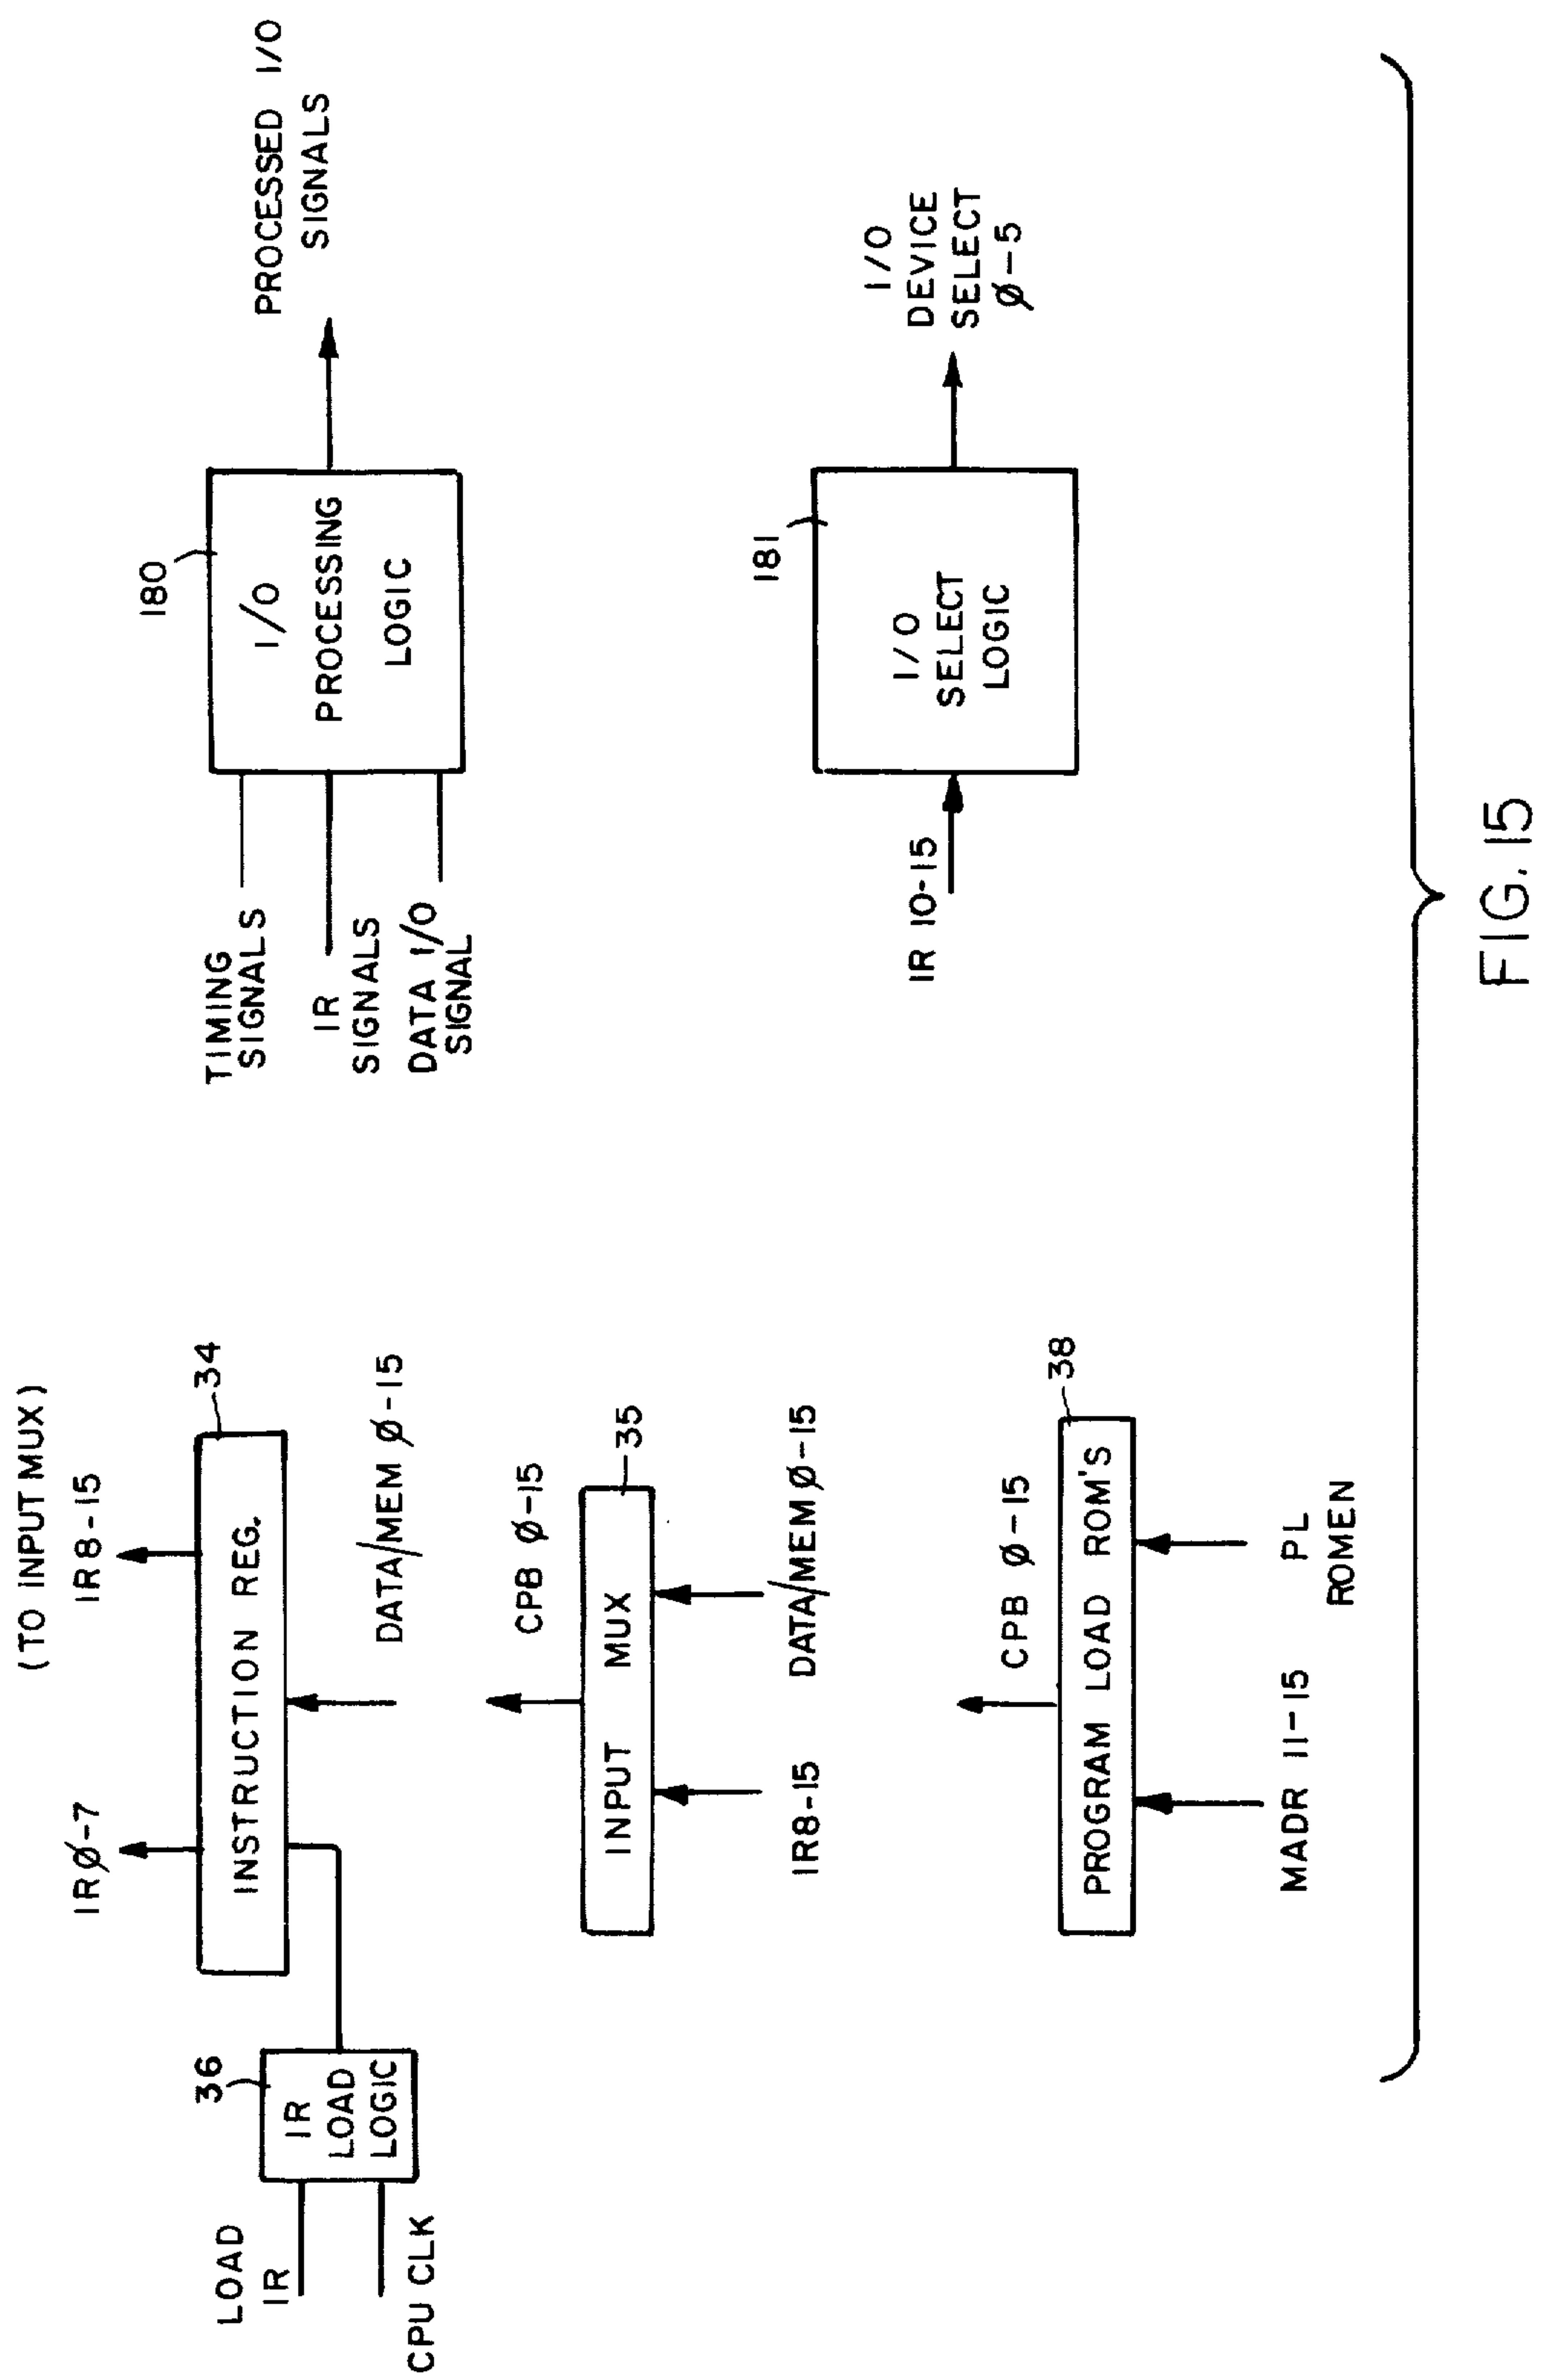 (TO INPUT MUX)
IRØ-7
IR8-15
34
INSTRUCTION REG.
36
IR
LOAD
LOGIC
LOAD
IR
CPU CLK
DATA/MEM Ø-15
CPB Ø-15
35
INPUT MUX
IR8-15
DATA/MEM Ø-15
CPB Ø-15
38
PROGRAM LOAD ROM'S
MADR 11-15
PL
ROMEN
180
I/O
PROCESSING
LOGIC
TIMING
SIGNALS
IR
SIGNALS
DATA I/O
SIGNAL
PROCESSED I/O
SIGNALS
181
I/O
SELECT
LOGIC
IR 10-15
I/O
DEVICE
SELECT
Ø-5
FIG. 15